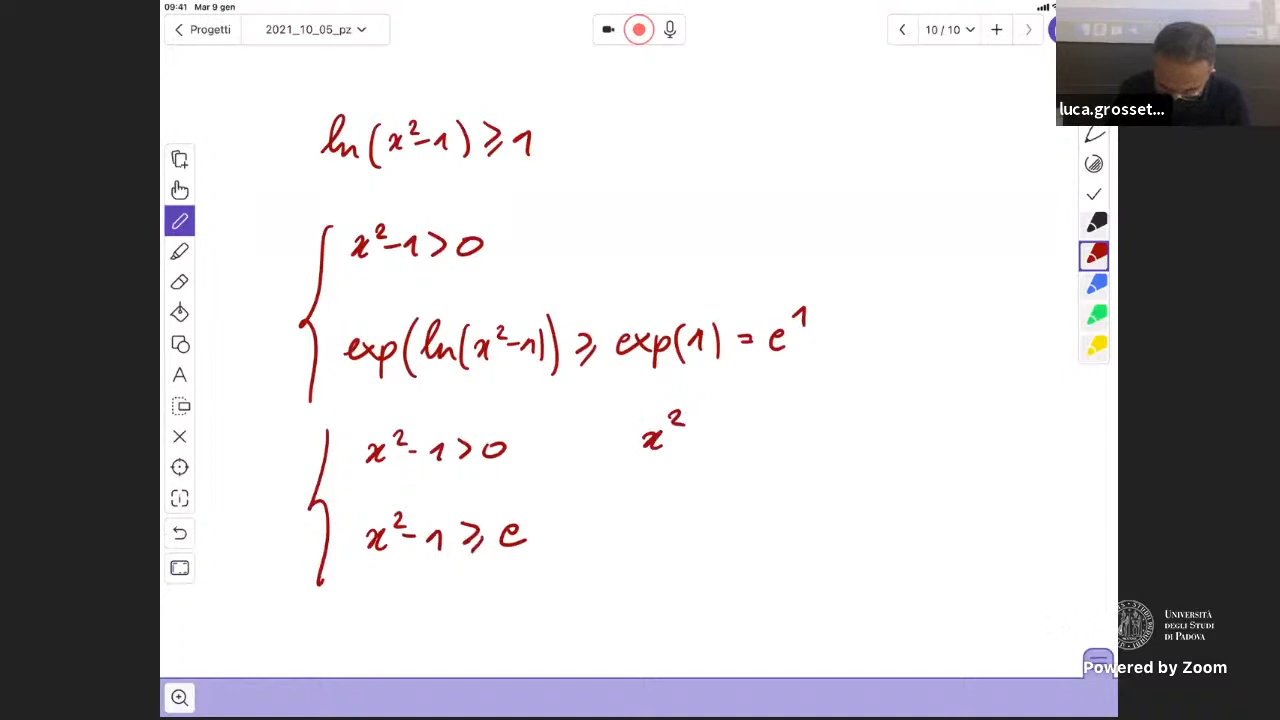 09:41 Mar 9 gen
Progetti
2021_10_05_pz
10 / 10
luca.grosset...
ln(x²-1) ≥ 1
x²-1 > 0
exp(ln(x²-1)) ≥ exp(1) = e¹
x²-1 > 0 x²
x²-1 ≥ e
UNIVERSITÀ
DEGLI STUDI
DI PADOVA
Powered by Zoom